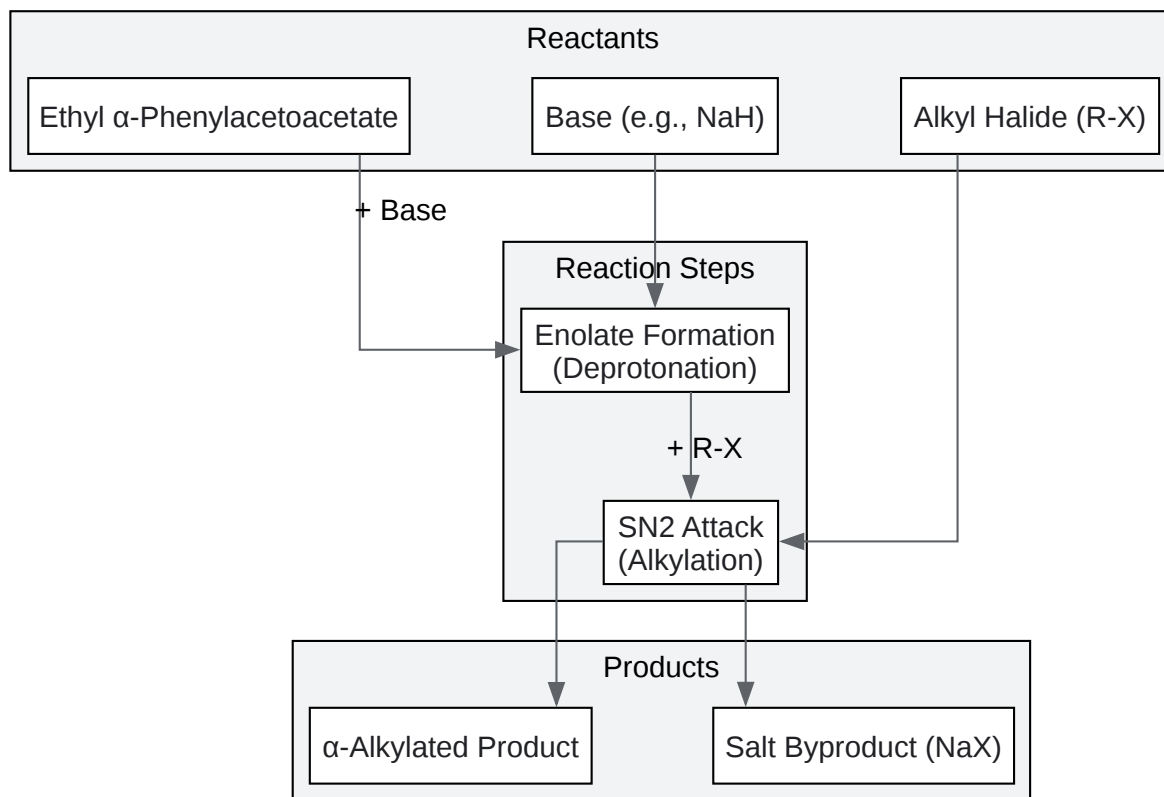 Reactants
Ethyl α-Phenylacetoacetate
Base (e.g., NaH)
Alkyl Halide (R-X)
+ Base
Reaction Steps
Enolate Formation
(Deprotonation)
+ R-X
SN2 Attack
(Alkylation)
Products
α-Alkylated Product
Salt Byproduct (NaX)